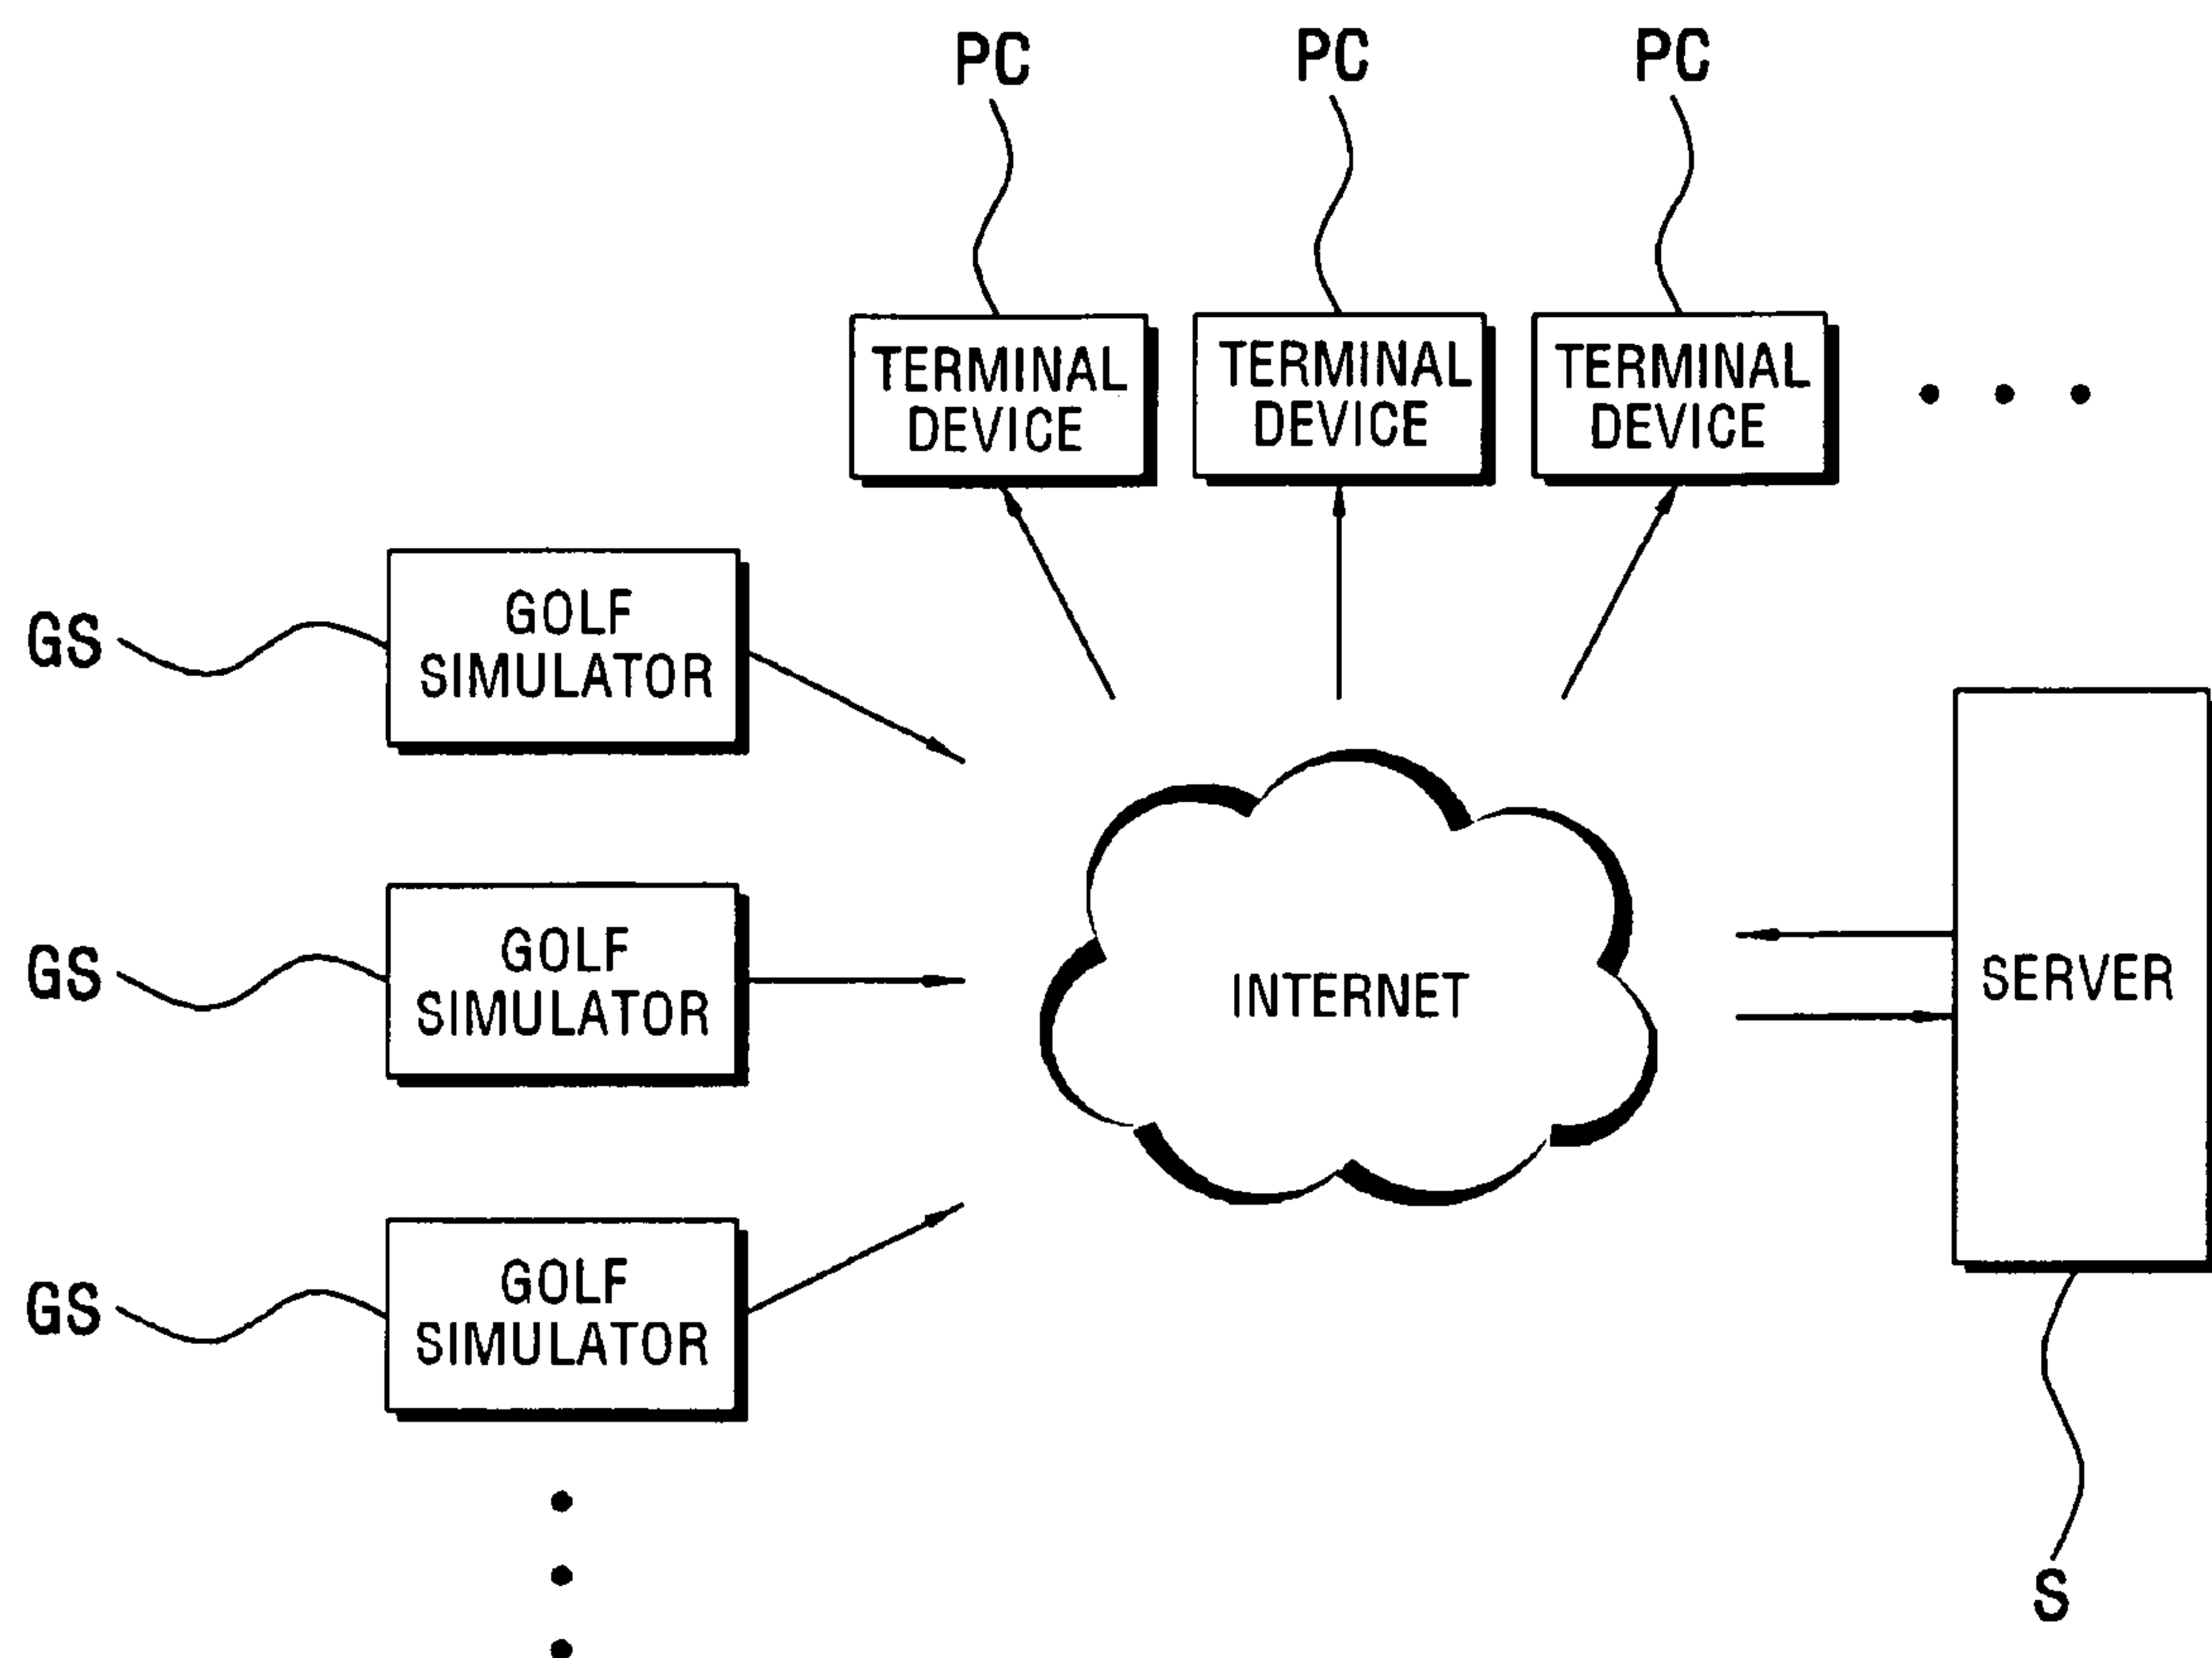 PC
PC
PC
TERMINAL
DEVICE
TERMINAL
DEVICE
TERMINAL
DEVICE
GS
GOLF
SIMULATOR
GS
GOLF
SIMULATOR
INTERNET
SERVER
GS
GOLF
SIMULATOR
S